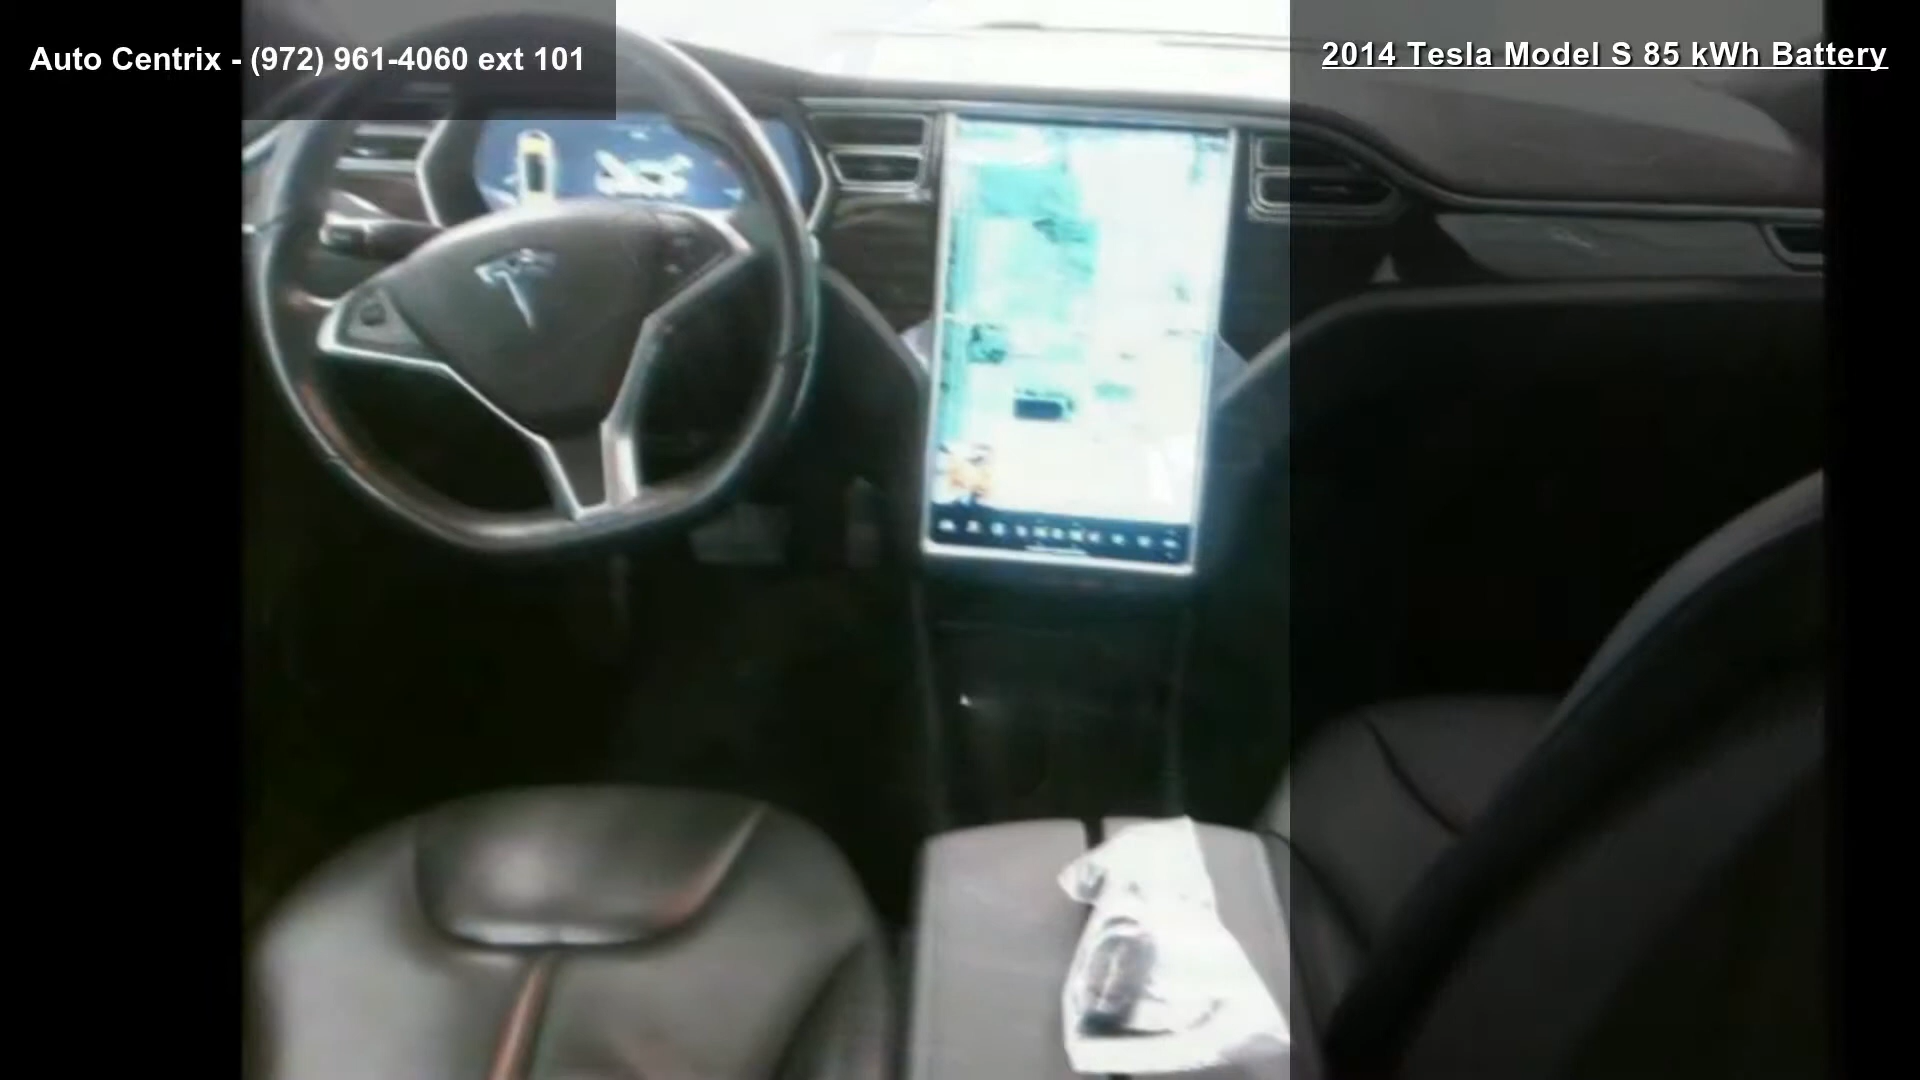 Auto Centrix - (972) 961-4060 ext 101
2014 Tesla Model S 85 kWh Battery